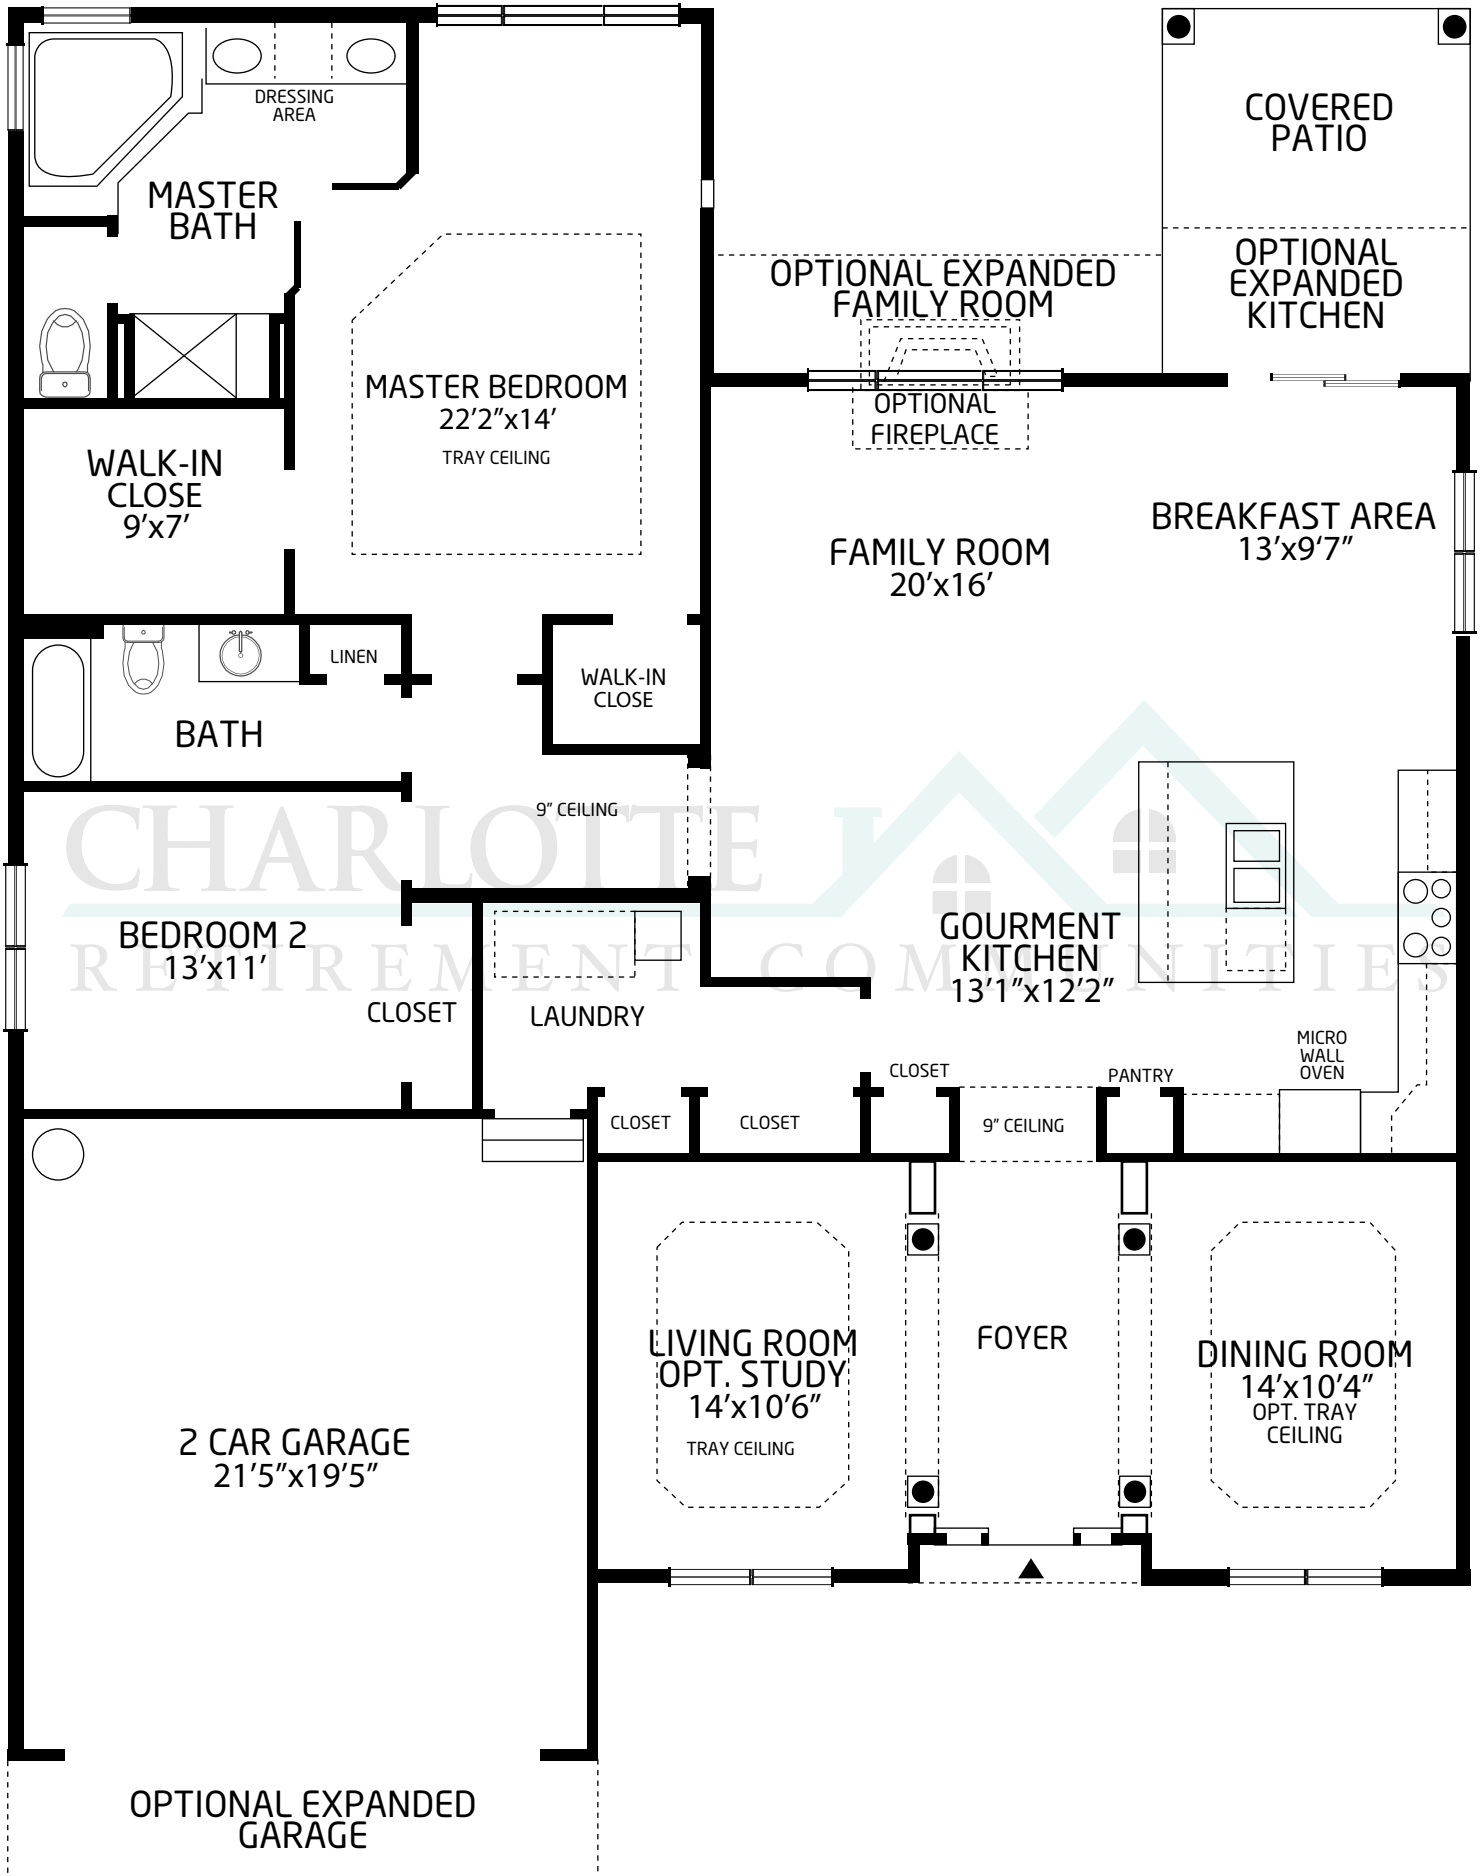 DRESSING
AREA
MASTER
BATH
COVERED
PATIO
OPTIONAL
EXPANDED
KITCHEN
OPTIONAL EXPANDED
FAMILY ROOM
MASTER BEDROOM
22'2”x14'
TRAY CEILING
OPTIONAL
FIREPLACE
WALK-IN
CLOSE
9'x7'
FAMILY ROOM
20'x16'
BREAKFAST AREA
13'x9‘7”
LINEN
WALK-IN
CLOSE
BATH
9” CEILING
CHARLOTTE
RETIREMENT COMMUNITIES
BEDROOM 2
13'x11'
CLOSET
LAUNDRY
GOURMENT
KITCHEN
13'1”x12'2”
MICRO
WALL
OVEN
CLOSET
PANTRY
CLOSET
CLOSET
9” CEILING
LIVING ROOM
OPT. STUDY
14'x10'6”
TRAY CEILING
FOYER
DINING ROOM
14'x10'4”
OPT. TRAY
CEILING
2 CAR GARAGE
21'5”x19'5”
OPTIONAL EXPANDED
GARAGE